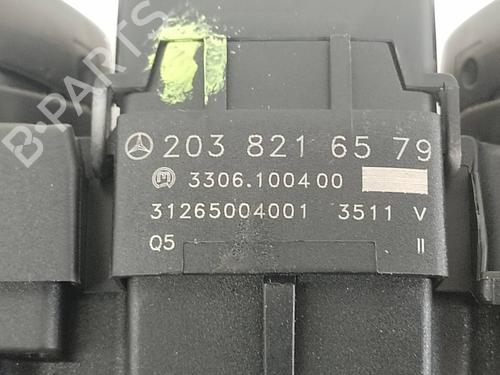 B-PARTS
203 821 65 79
3306.100400
31265004001 3511 V
Q5 II